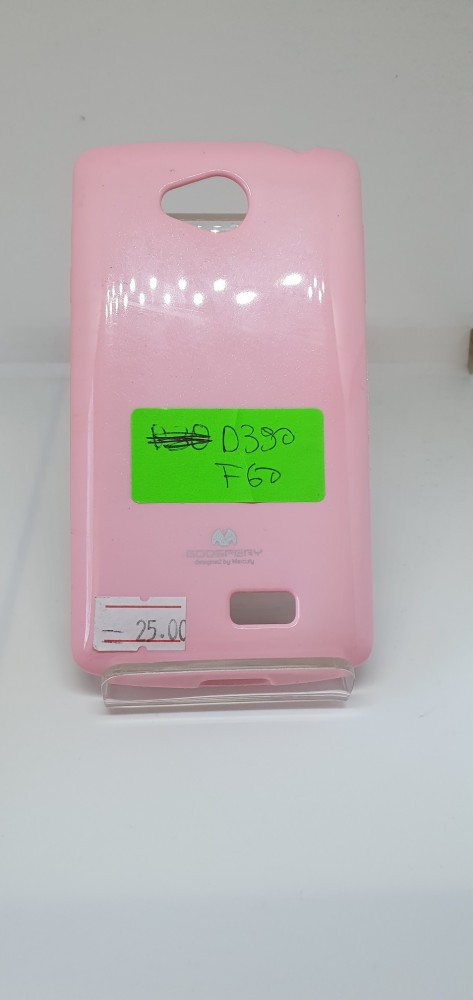 D390
F60
GOOSPERY
Designed by Mercury
- 25.00